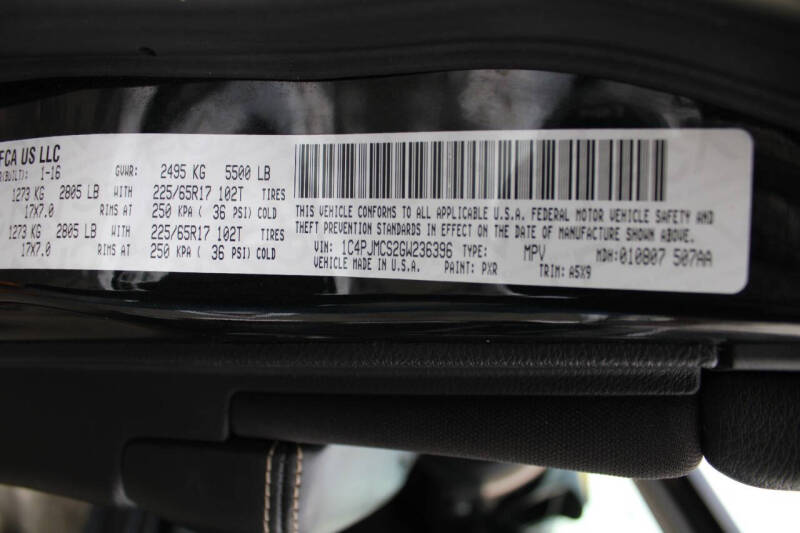 FCA US LLC
(BUILT): 1-16 GVWR: 2495 KG 5500 LB
1273 KG 2805 LB WITH 225/65R17 102T TIRES
17X7.0 RIMS AT 250 KPA ( 36 PSI) COLD
1273 KG 2805 LB WITH 225/65R17 102T TIRES
17X7.0 RIMS AT 250 KPA ( 36 PSI) COLD
THIS VEHICLE CONFORMS TO ALL APPLICABLE U.S.A. FEDERAL MOTOR VEHICLE SAFETY AND
THEFT PREVENTION STANDARDS IN EFFECT ON THE DATE OF MANUFACTURE SHOWN ABOVE.
VIN: 1C4PJMCS2GW236396 TYPE: MPV MDH: 010807 507AA
VEHICLE MADE IN U.S.A. PAINT: PXR TRIM: A5X9